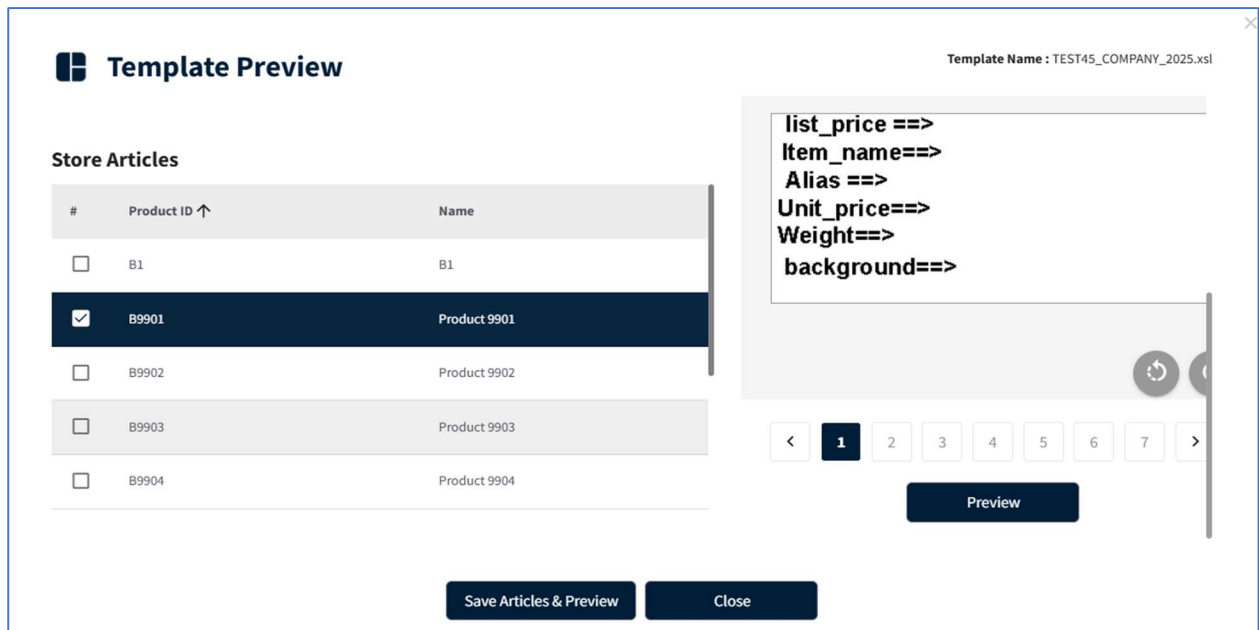 Template Preview
Template Name : TEST45_COMPANY_2025.xsl
Store Articles
# Product ID Name
B1 B1
B9901 Product 9901
B9902 Product 9902
B9903 Product 9903
B9904 Product 9904
list_price ==>
Item_name==>
Alias ==>
Unit_price==>
Weight==>
background==>
1 2 3 4 5 6 7
Preview
Save Articles & Preview Close